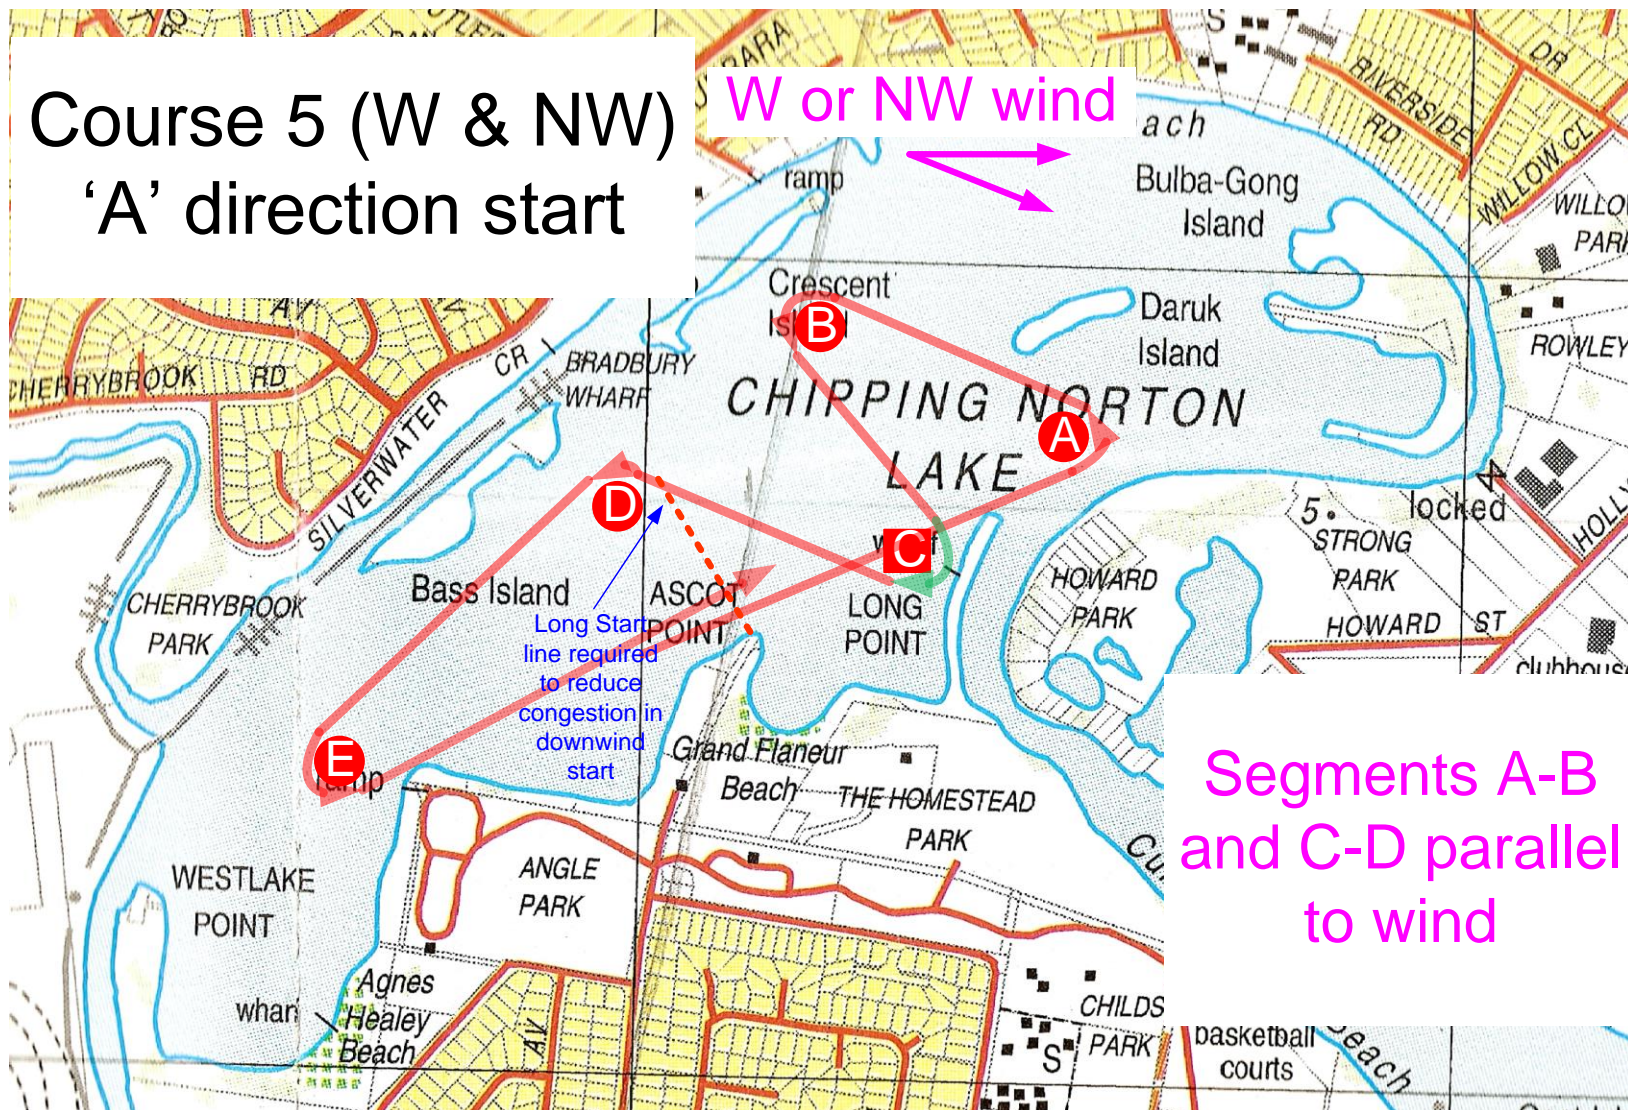 Course 5 (W & NW)
‘A’ direction start
W or NW wind
ach
ramp
Bulba-Gong
Island
RIVERSIDE
RD
DR
WILLOW CL
S
Crescent
B
Daruk
Island
ROWLEY
CHERRYBROOK RD
AV
CR
BRADBURY
WHARF
SILVERWATER
CHIPPING NORTON
LAKE
A
D
C
locked
5
STRONG
PARK
HOLLY
HOWARD
PARK
HOWARD ST
clubhouse
CHERRYBROOK
PARK
Bass Island
ASCOT
POINT
LONG
POINT
Long Start
line required
to reduce
congestion in
downwind
start
E
ramp
Grand Flaneur
Beach
THE HOMESTEAD
PARK
Segments A-B
and C-D parallel
to wind
WESTLAKE
POINT
ANGLE
PARK
Agnes
Healey
Beach
wharf
AV
S
CHILDS
PARK
basketball
courts
Beach